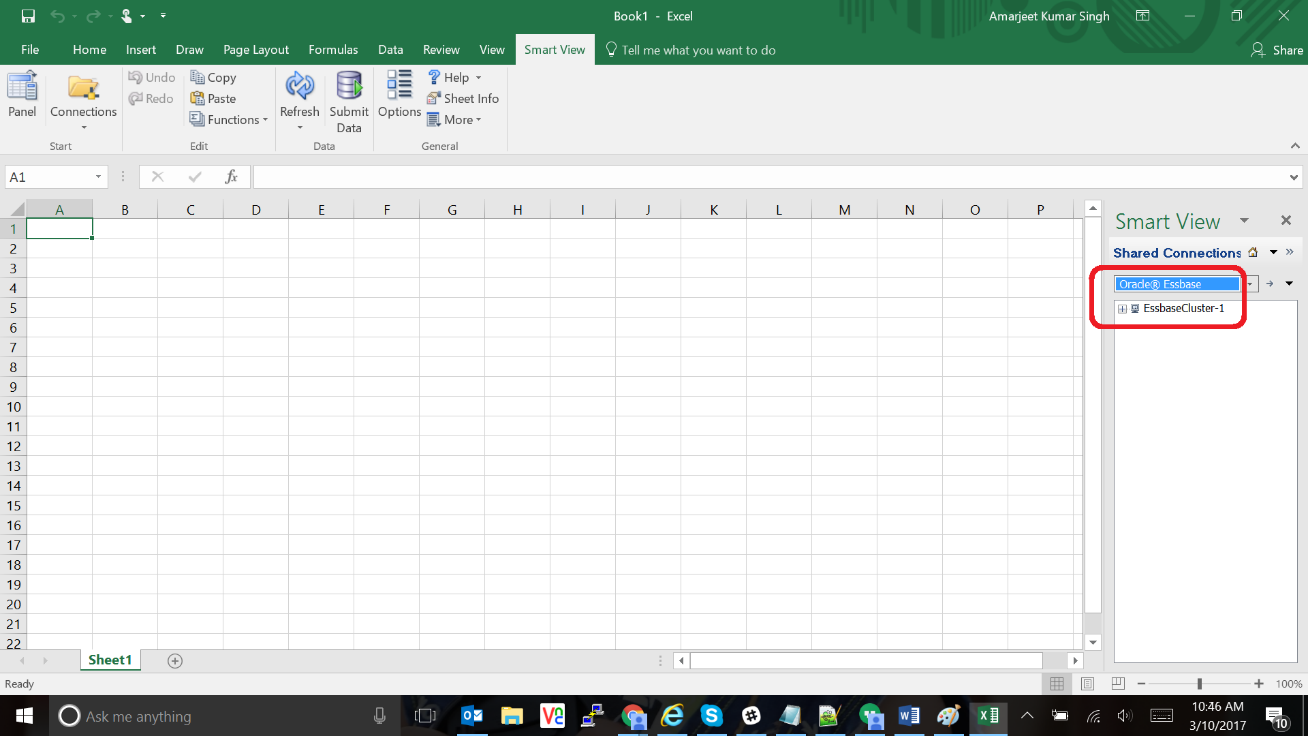 Book1 - Excel
Amarjeet Kumar Singh
File Home Insert Draw Page Layout Formulas Data Review View Smart View Tell me what you want to do Share
Panel
Connections
Start
Undo
Redo
Copy
Paste
Functions
Edit
Refresh
Submit
Data
Data
Options
Help
Sheet Info
More
General
A1
fx
A B C D E F G H I J K L M N O P
1
2
3
4
5
6
7
8
9
10
11
12
13
14
15
16
17
18
19
20
21
22
Smart View
Shared Connections
Oracle® Essbase
EssbaseCluster-1
Sheet1
Ready
100%
Ask me anything
10:46 AM
3/10/2017
10